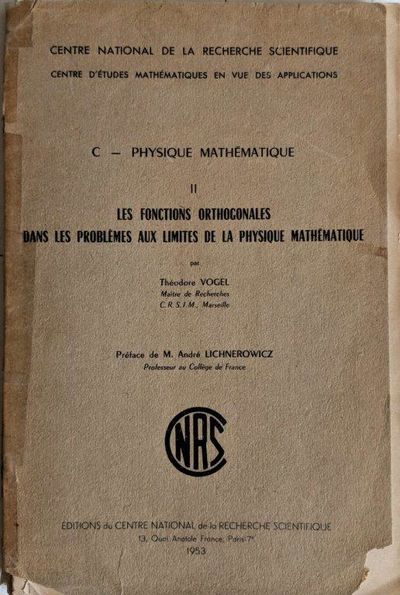 CENTRE NATIONAL DE LA RECHERCHE SCIENTIFIQUE
CENTRE D'ÉTUDES MATHÉMATIQUES EN VUE DES APPLICATIONS
C — PHYSIQUE MATHÉMATIQUE
II
LES FONCTIONS ORTHOGONALES
DANS LES PROBLÈMES AUX LIMITES DE LA PHYSIQUE MATHÉMATIQUE
par
Théodore VOGEL
Maître de Recherches
C.R.S.I.M., Marseille
Préface de M. André LICHNEROWICZ
Professeur au Collège de France
CNRS
ÉDITIONS du CENTRE NATIONAL de la RECHERCHE SCIENTIFIQUE
13, Quai Anatole France, Paris-7e
1953